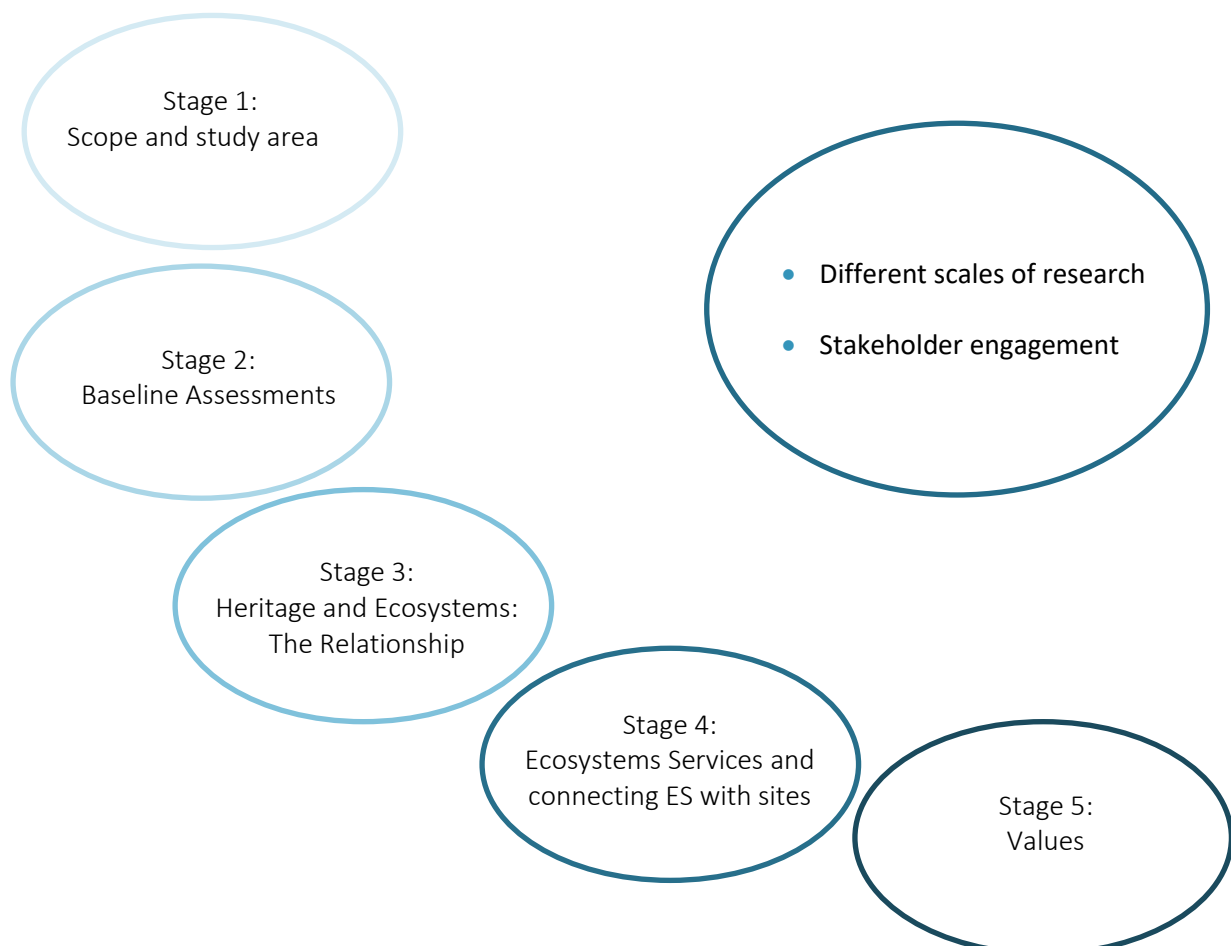 Stage 1:
Scope and study area
Different scales of research
Stakeholder engagement
Stage 2:
Baseline Assessments
Stage 3:
Heritage and Ecosystems:
The Relationship
Stage 4:
Ecosystems Services and
connecting ES with sites
Stage 5:
Values